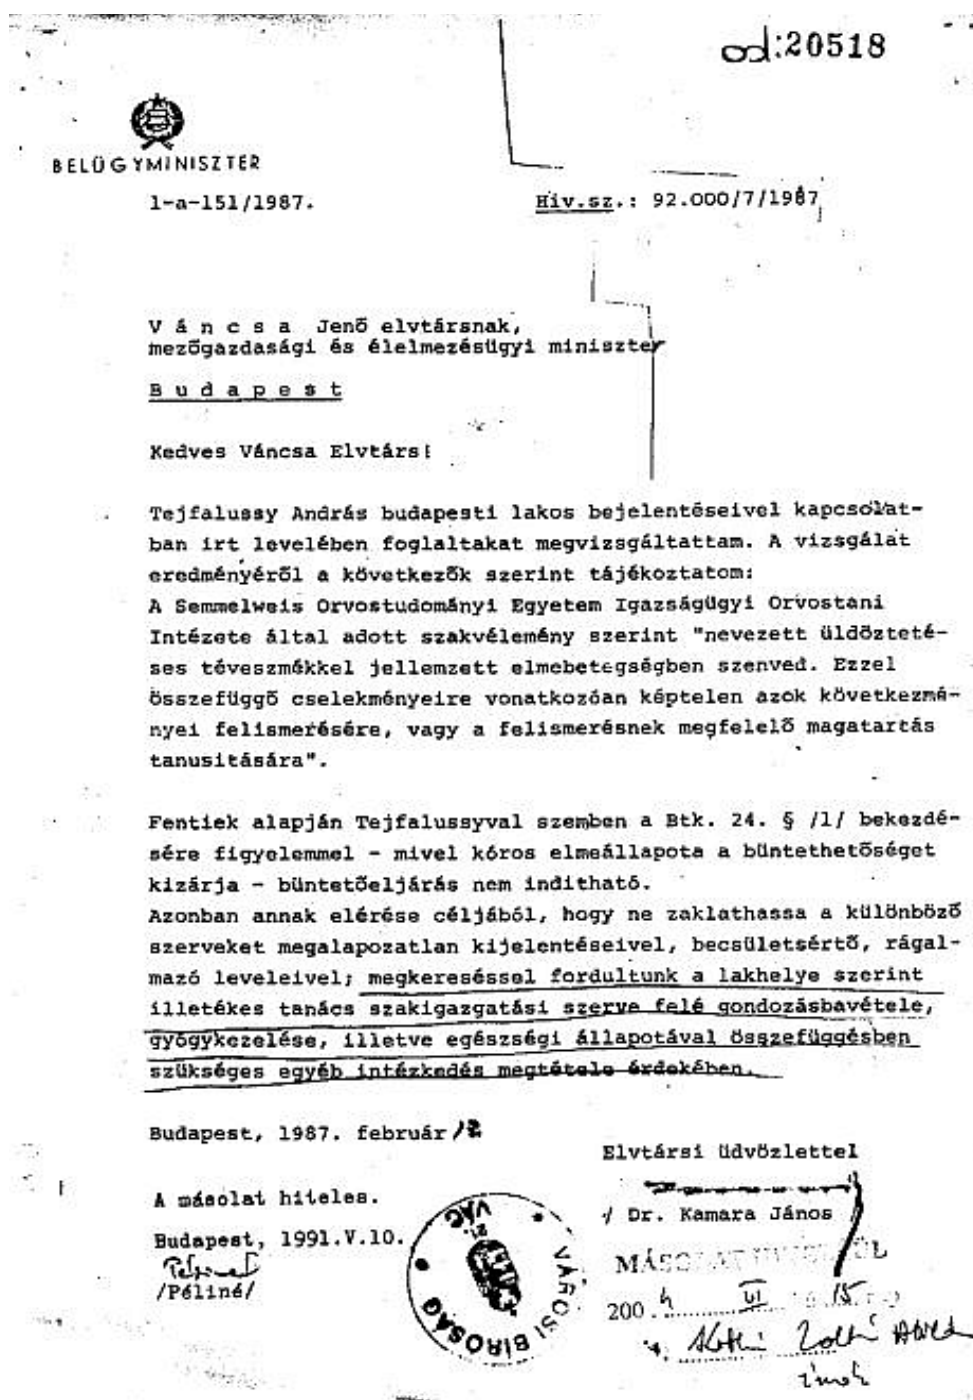 od:20518
BELÜGYMINISZTER
1-a-151/1987.
Hiv.sz.: 92.000/7/1987
V á n c s a Jenő elvtársnak,
mezőgazdasági és élelmezésügyi miniszter
B u d a p e s t
Kedves Váncsa Elvtárs!
Tejfalussy András budapesti lakos bejelentéseivel kapcsolat-
ban irt levelében foglaltakat megvizsgáltattam. A vizsgálat
eredményéről a következők szerint tájékoztatom:
A Semmelweis Orvostudományi Egyetem Igazságügyi Orvostani
Intézete által adott szakvélemény szerint "nevezett üldözteté-
ses téveszmékkel jellemzett elmebetegségben szenved. Ezzel
összefüggő cselekményeire vonatkozóan képtelen azok következmé-
nyei felismerésére, vagy a felismerésnek megfelelő magatartás
tanusitására".
Fentiek alapján Tejfalussyval szemben a Btk. 24. § /1/ bekezdé-
sére figyelemmel - mivel kóros elmeállapota a büntethetőséget
kizárja - büntetőeljárás nem inditható.
Azonban annak elérése céljából, hogy ne zaklathassa a különböző
szerveket megalapozatlan kijelentéseivel, becsületsértő, rágal-
mazó leveleivel; megkereséssel fordultunk a lakhelye szerint
illetékes tanács szakigazgatási szerve felé gondozásbavétele,
gyógykezelése, illetve egészségi állapotával összefüggésben
szükséges egyéb intézkedés megtétele érdekében.
Budapest, 1987. február 12
Elvtársi üdvözlettel
A másolat hiteles.
/ Dr. Kamara János
Budapest, 1991.V.10.
/Péliné/
VÁROSI BÍRÓSÁG
VÁC
21.
200 4 VI 15